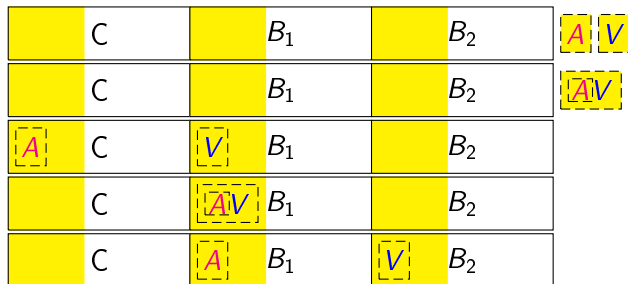 C B₁ B₂ A V
C B₁ B₂ AV
A C V B₁ B₂
C AV B₁ B₂
C A B₁ V B₂